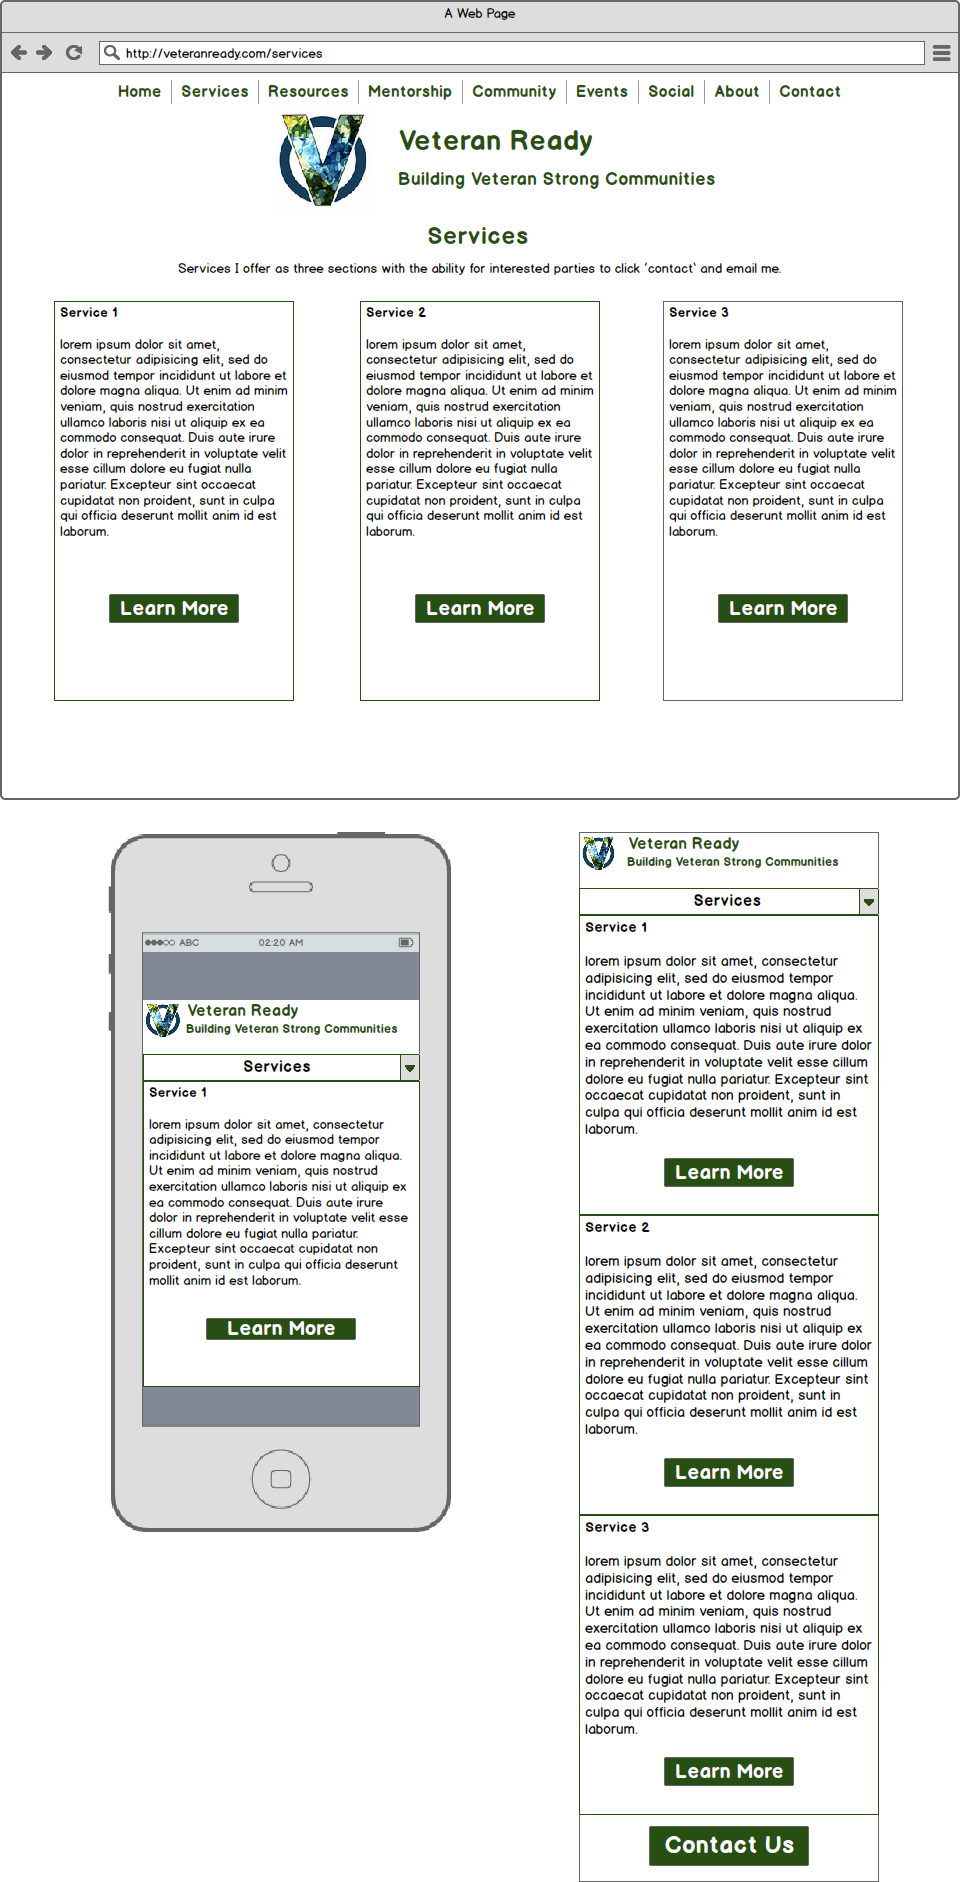 A Web Page
http://veteranready.com/services
Home Services Resources Mentorship Community Events Social About Contact
Veteran Ready
Building Veteran Strong Communities
Services
Services I offer as three sections with the ability for interested parties to click 'contact` and email me.
Service 1
lorem ipsum dolor sit amet,
consectetur adipisicing elit, sed do
eiusmod tempor incididunt ut labore et
dolore magna aliqua. Ut enim ad minim
veniam, quis nostrud exercitation
ullamco laboris nisi ut aliquip ex ea
commodo consequat. Duis aute irure
dolor in reprehenderit in voluptate velit
esse cillum dolore eu fugiat nulla
pariatur. Excepteur sint occaecat
cupidatat non proident, sunt in culpa
qui officia deserunt mollit anim id est
laborum.
Learn More
Service 2
lorem ipsum dolor sit amet,
consectetur adipisicing elit, sed do
eiusmod tempor incididunt ut labore et
dolore magna aliqua. Ut enim ad minim
veniam, quis nostrud exercitation
ullamco laboris nisi ut aliquip ex ea
commodo consequat. Duis aute irure
dolor in reprehenderit in voluptate velit
esse cillum dolore eu fugiat nulla
pariatur. Excepteur sint occaecat
cupidatat non proident, sunt in culpa
qui officia deserunt mollit anim id est
laborum.
Learn More
Service 3
lorem ipsum dolor sit amet,
consectetur adipisicing elit, sed do
eiusmod tempor incididunt ut labore et
dolore magna aliqua. Ut enim ad minim
veniam, quis nostrud exercitation
ullamco laboris nisi ut aliquip ex ea
commodo consequat. Duis aute irure
dolor in reprehenderit in voluptate velit
esse cillum dolore eu fugiat nulla
pariatur. Excepteur sint occaecat
cupidatat non proident, sunt in culpa
qui officia deserunt mollit anim id est
laborum.
Learn More
ABC 02:20 AM
Veteran Ready
Building Veteran Strong Communities
Services
Service 1
lorem ipsum dolor sit amet, consectetur
adipisicing elit, sed do eiusmod tempor
incididunt ut labore et dolore magna aliqua.
Ut enim ad minim veniam, quis nostrud
exercitation ullamco laboris nisi ut aliquip ex
ea commodo consequat. Duis aute irure
dolor in reprehenderit in voluptate velit esse
cillum dolore eu fugiat nulla pariatur.
Excepteur sint occaecat cupidatat non
proident, sunt in culpa qui officia deserunt
mollit anim id est laborum.
Learn More
Veteran Ready
Building Veteran Strong Communities
Services
Service 1
lorem ipsum dolor sit amet, consectetur
adipisicing elit, sed do eiusmod tempor
incididunt ut labore et dolore magna aliqua.
Ut enim ad minim veniam, quis nostrud
exercitation ullamco laboris nisi ut aliquip ex
ea commodo consequat. Duis aute irure dolor
in reprehenderit in voluptate velit esse cillum
dolore eu fugiat nulla pariatur. Excepteur sint
occaecat cupidatat non proident, sunt in
culpa qui officia deserunt mollit anim id est
laborum.
Learn More
Service 2
lorem ipsum dolor sit amet, consectetur
adipisicing elit, sed do eiusmod tempor
incididunt ut labore et dolore magna aliqua.
Ut enim ad minim veniam, quis nostrud
exercitation ullamco laboris nisi ut aliquip ex
ea commodo consequat. Duis aute irure dolor
in reprehenderit in voluptate velit esse cillum
dolore eu fugiat nulla pariatur. Excepteur sint
occaecat cupidatat non proident, sunt in
culpa qui officia deserunt mollit anim id est
laborum.
Learn More
Service 3
lorem ipsum dolor sit amet, consectetur
adipisicing elit, sed do eiusmod tempor
incididunt ut labore et dolore magna aliqua.
Ut enim ad minim veniam, quis nostrud
exercitation ullamco laboris nisi ut aliquip ex
ea commodo consequat. Duis aute irure dolor
in reprehenderit in voluptate velit esse cillum
dolore eu fugiat nulla pariatur. Excepteur sint
occaecat cupidatat non proident, sunt in
culpa qui officia deserunt mollit anim id est
laborum.
Learn More
Contact Us